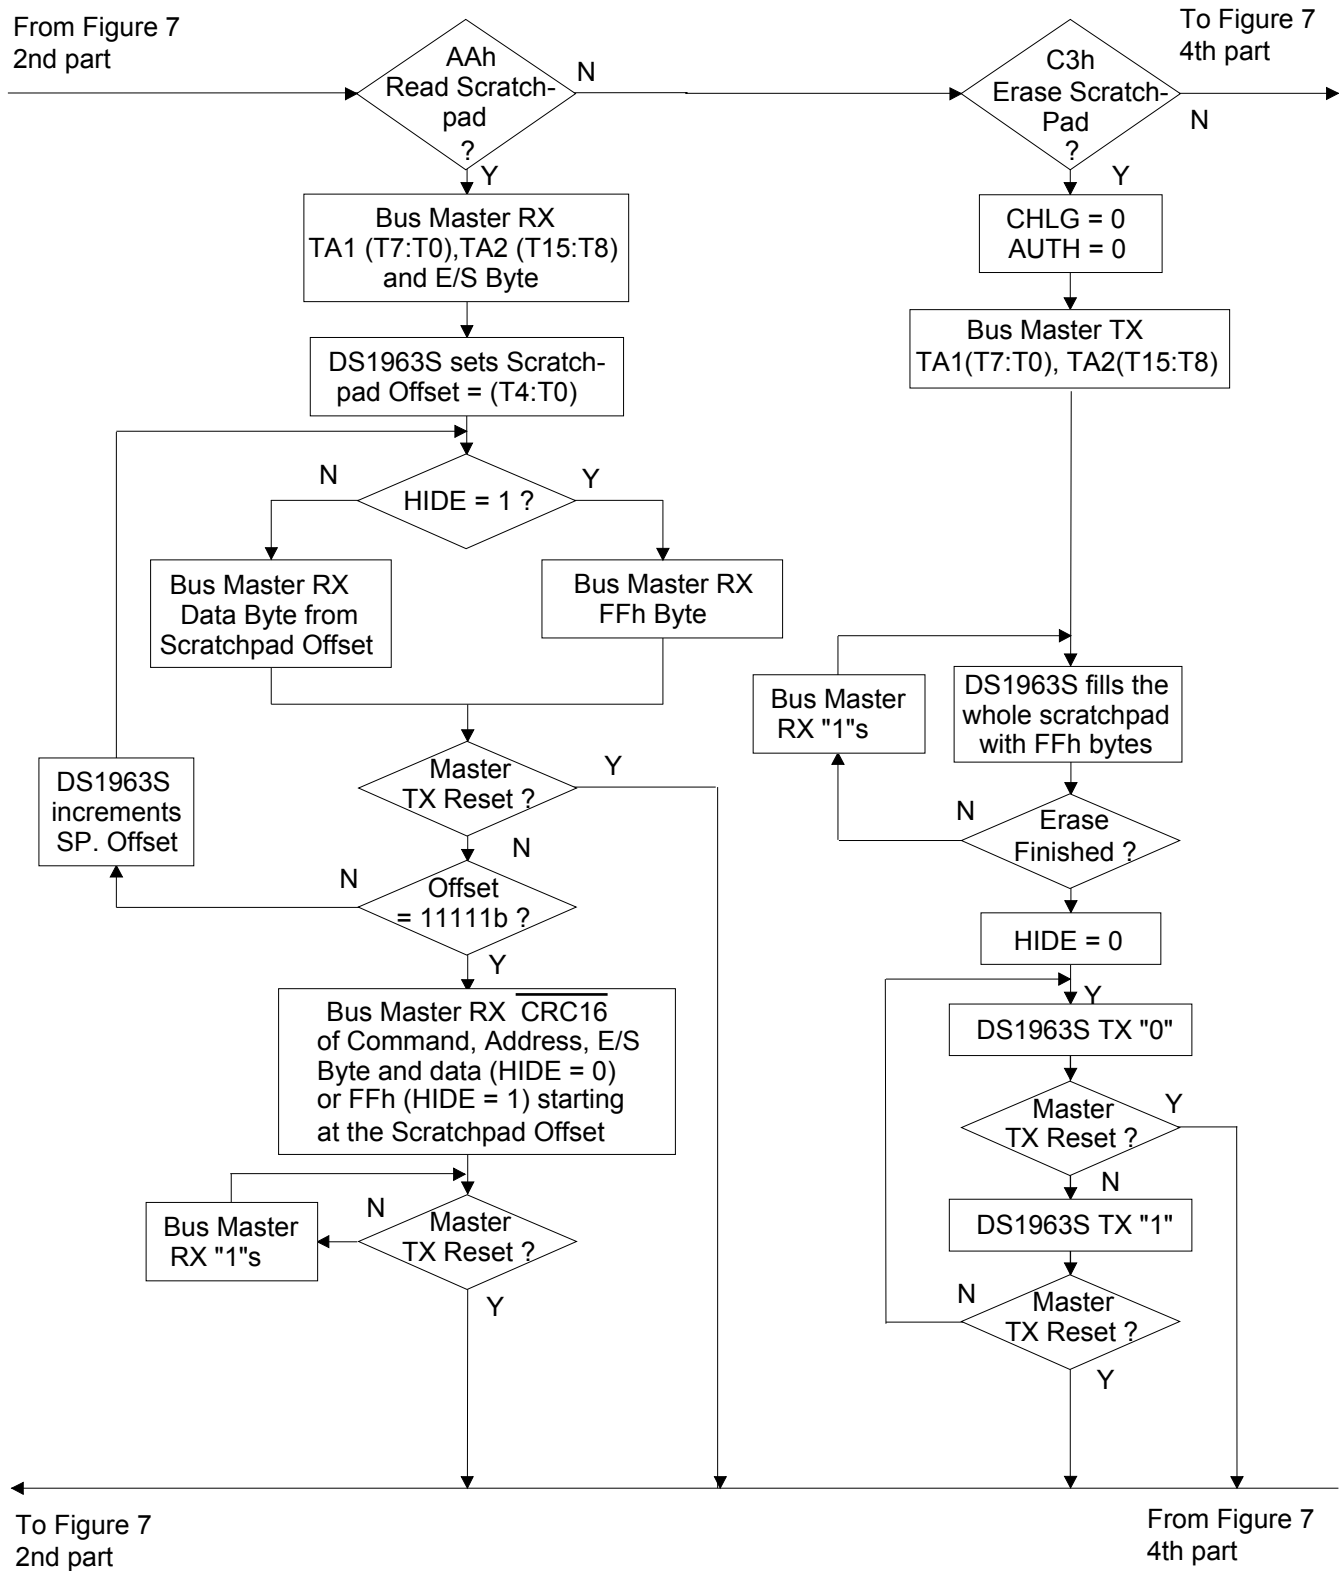 From Figure 7
2nd part
AAh
Read Scratch-
pad
?
N
Y
C3h
Erase Scratch-
Pad
?
N
Y
To Figure 7
4th part
Bus Master RX
TA1 (T7:T0),TA2 (T15:T8)
and E/S Byte
DS1963S sets Scratch-
pad Offset = (T4:T0)
N
HIDE = 1 ?
Y
Bus Master RX
Data Byte from
Scratchpad Offset
Bus Master RX
FFh Byte
DS1963S
increments
SP. Offset
Master
TX Reset ?
Y
N
N
Offset
= 11111b ?
Y
Bus Master RX CRC16
of Command, Address, E/S
Byte and data (HIDE = 0)
or FFh (HIDE = 1) starting
at the Scratchpad Offset
Bus Master
RX "1"s
N
Master
TX Reset ?
Y
CHLG = 0
AUTH = 0
Bus Master TX
TA1(T7:T0), TA2(T15:T8)
Bus Master
RX "1"s
DS1963S fills the
whole scratchpad
with FFh bytes
N
Erase
Finished ?
HIDE = 0
Y
DS1963S TX "0"
Master
TX Reset ?
Y
N
DS1963S TX "1"
N
Master
TX Reset ?
Y
To Figure 7
2nd part
From Figure 7
4th part